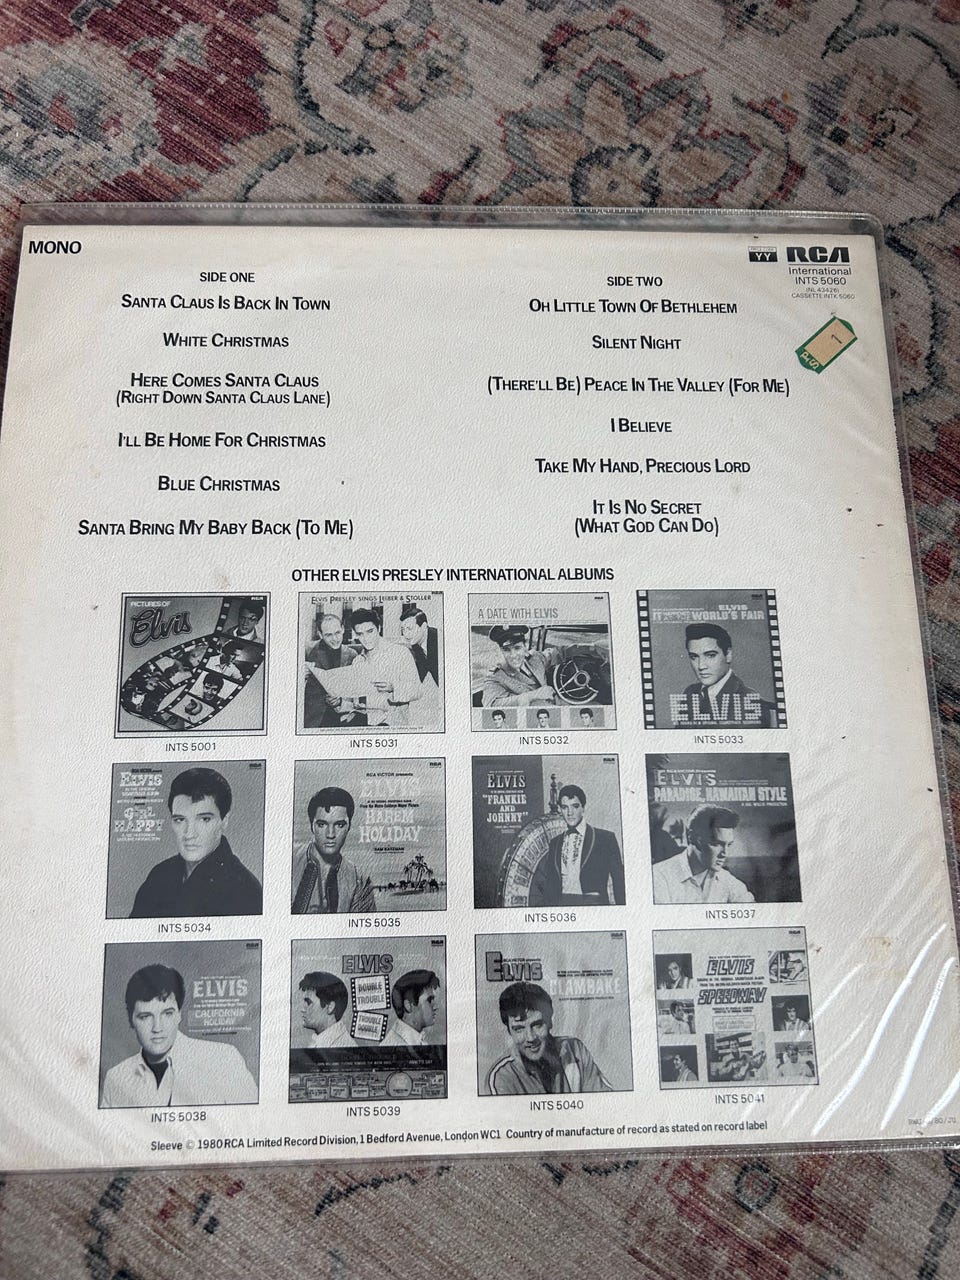 MONO
SIDE ONE
SANTA CLAUS IS BACK IN TOWN
WHITE CHRISTMAS
HERE COMES SANTA CLAUS
(RIGHT DOWN SANTA CLAUS LANE)
I'LL BE HOME FOR CHRISTMAS
BLUE CHRISTMAS
SANTA BRING MY BABY BACK (TO ME)
YY
RCA
International
INTS 5060
(NL 43426)
CASSETTE INTK 5060
SIDE TWO
OH LITTLE TOWN OF BETHLEHEM
SILENT NIGHT
(THERE'LL BE) PEACE IN THE VALLEY (FOR ME)
I BELIEVE
TAKE MY HAND, PRECIOUS LORD
IT IS NO SECRET
(WHAT GOD CAN DO)
1
OTHER ELVIS PRESLEY INTERNATIONAL ALBUMS
PICTURES OF
Elvis
INTS 5001
ELVIS PRESLEY SINGS LEIBER & STOLLER
INTS 5031
A DATE WITH ELVIS
INTS 5032
ELVIS
WORLD'S FAIR
ELVIS
INTS 5033
ELVIS
GIRL
HAPPY
INTS 5034
RCA VICTOR presents
ELVIS
HAREM
HOLIDAY
INTS 5035
ELVIS
"FRANKIE
AND
JOHNNY"
INTS 5036
ELVIS
PARADISE, HAWAIIAN STYLE
INTS 5037
ELVIS
CALIFORNIA
HOLIDAY
INTS 5038
ELVIS
DOUBLE
TROUBLE
INTS 5039
ELVIS
CLAMBAKE
INTS 5040
ELVIS
SPEEDWAY
INTS 5041
Sleeve © 1980 RCA Limited Record Division, 1 Bedford Avenue, London WC1 Country of manufacture of record as stated on record label